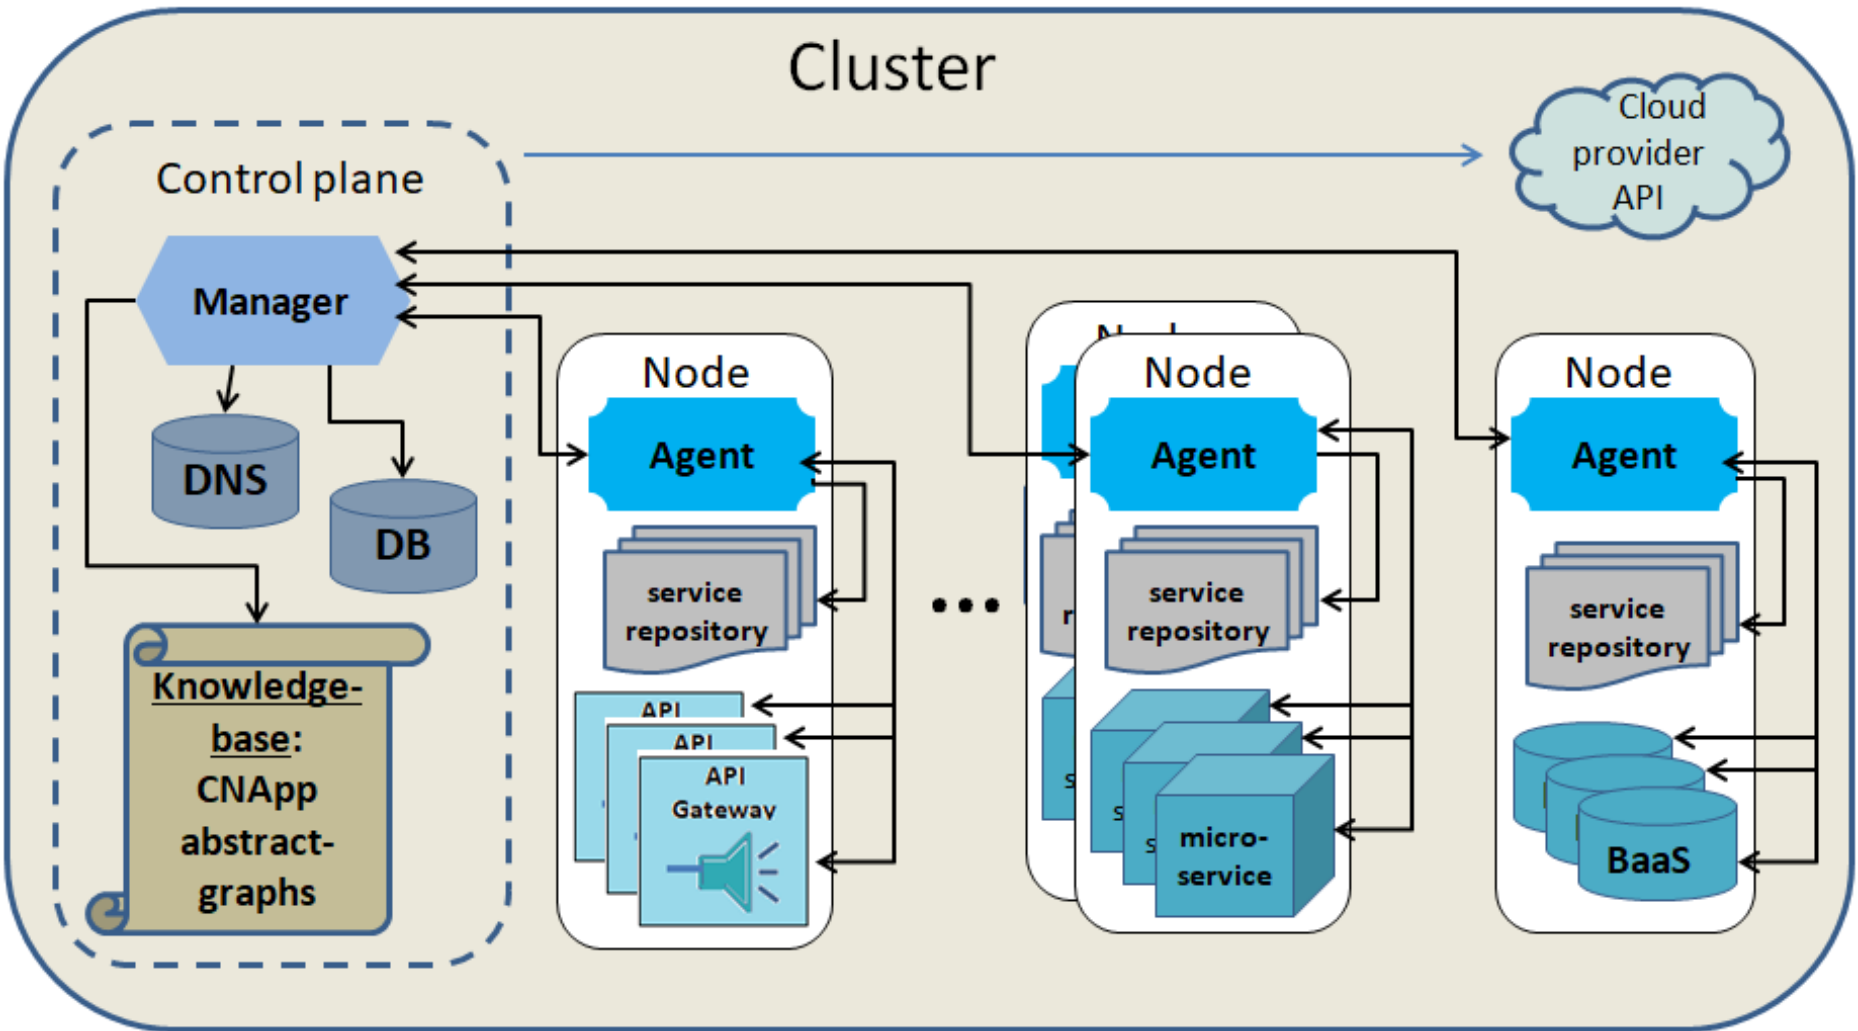 Cluster
Cloud
provider
API
Control plane
Manager
DNS
DB
Knowledge-
base:
CNApp
abstract-
graphs
Node
Agent
service
repository
API
API
API
Gateway
...
Node
Agent
service
repository
micro-
service
Node
Agent
service
repository
BaaS